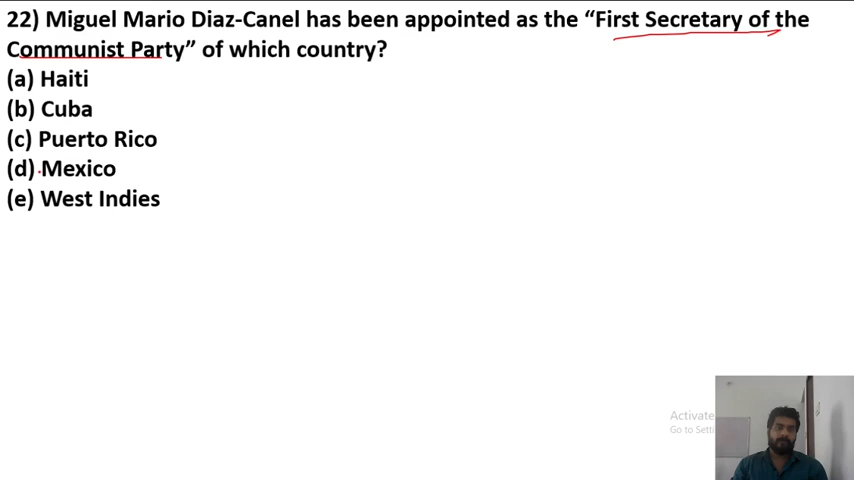 22) Miguel Mario Diaz-Canel has been appointed as the “First Secretary of the
Communist Party” of which country?
(a) Haiti
(b) Cuba
(c) Puerto Rico
(d) Mexico
(e) West Indies
Activate
Go to Setti